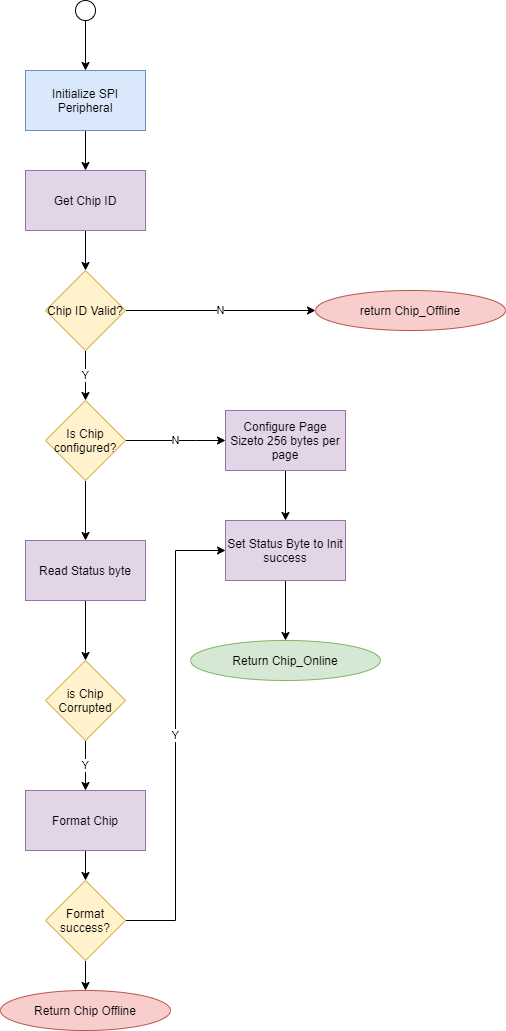 Initialize SPI
Peripheral
Get Chip ID
Chip ID Valid?
N
return Chip_Offline
Y
Is Chip
configured?
N
Configure Page
Sizeto 256 bytes per
page
Set Status Byte to Init
success
Read Status byte
Return Chip_Online
is Chip
Corrupted
Y
Y
Format Chip
Format
success?
Return Chip Offline